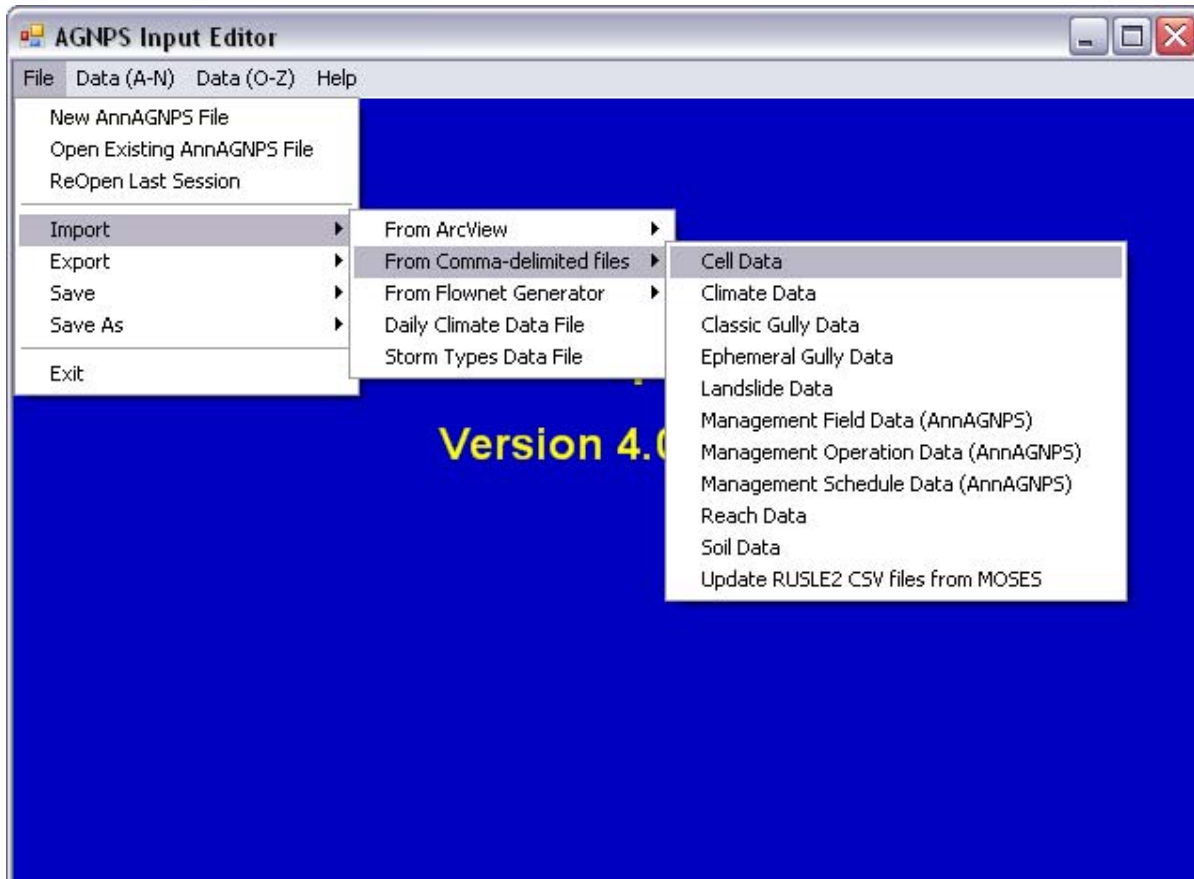 AGNPS Input Editor
File Data (A-N) Data (O-Z) Help
New AnnAGNPS File
Open Existing AnnAGNPS File
ReOpen Last Session
Import
Export
Save
Save As
Exit
From ArcView
From Comma-delimited files
From Flownet Generator
Daily Climate Data File
Storm Types Data File
Cell Data
Climate Data
Classic Gully Data
Ephemeral Gully Data
Landslide Data
Management Field Data (AnnAGNPS)
Management Operation Data (AnnAGNPS)
Management Schedule Data (AnnAGNPS)
Reach Data
Soil Data
Update RUSLE2 CSV files from MOSES
Version 4.